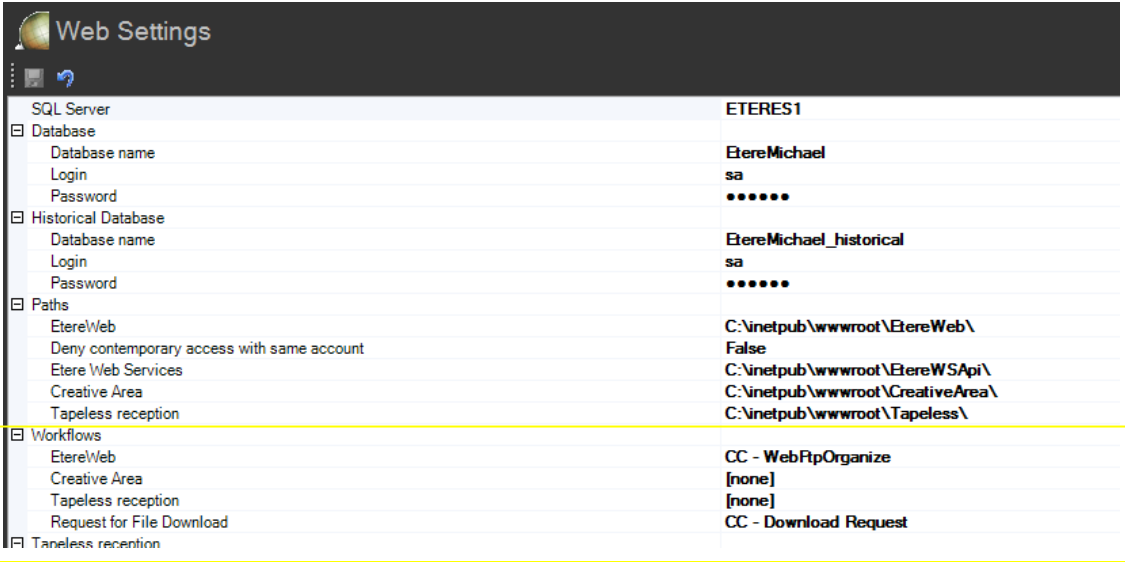 Web Settings
SQL Server ETERES1
Database
Database name EtereMichael
Login sa
Password ●●●●●●
Historical Database
Database name EtereMichael_historical
Login sa
Password ●●●●●●
Paths
EtereWeb C:\inetpub\wwwroot\EtereWeb\
Deny contemporary access with same account False
Etere Web Services C:\inetpub\wwwroot\EtereWSApi\
Creative Area C:\inetpub\wwwroot\CreativeArea\
Tapeless reception C:\inetpub\wwwroot\Tapeless\
Workflows
EtereWeb CC - WebFtpOrganize
Creative Area [none]
Tapeless reception [none]
Request for File Download CC - Download Request
Tapeless reception